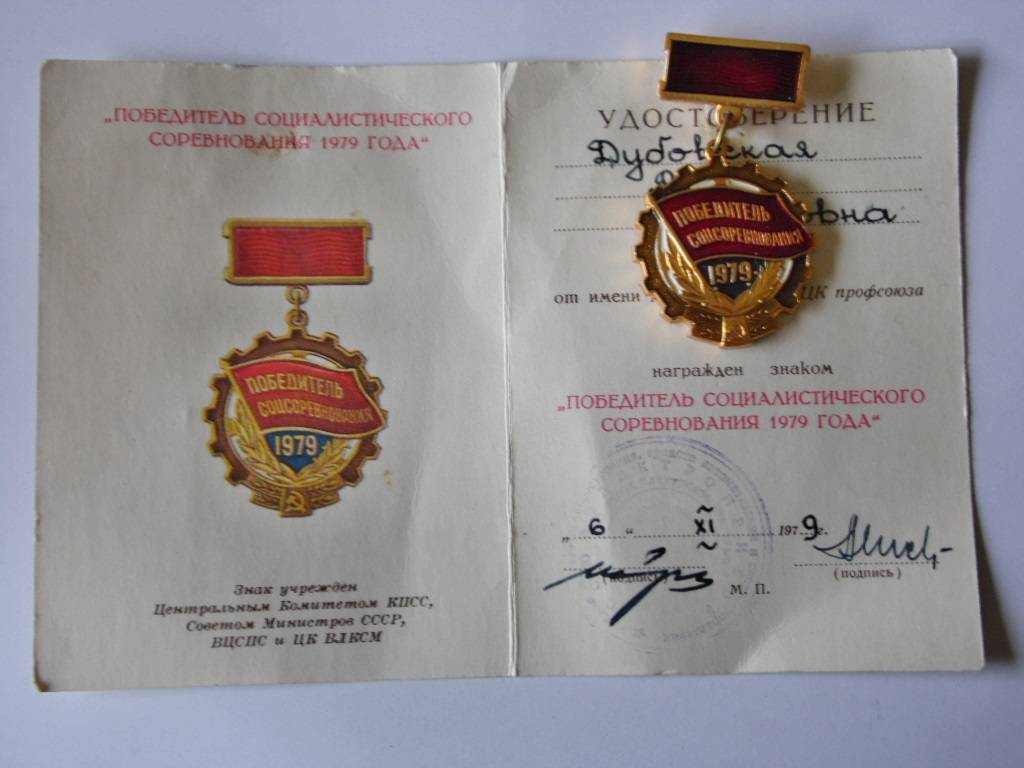 „ПОБЕДИТЕЛЬ СОЦИАЛИСТИЧЕСКОГО
СОРЕВНОВАНИЯ 1979 ГОДА“
ПОБЕДИТЕЛЬ
СОЦСОРЕВНОВАНИЯ
1979
Знак учрежден
Центральным Комитетом КПСС,
Советом Министров СССР,
ВЦСПС и ЦК ВЛКСМ
УДОСТОВЕРЕНИЕ
Дубовская
ПОБЕДИТЕЛЬ
СОЦСОРЕВНОВАНИЯ
1979
от имени ЦК профсоюза
награжден знаком
„ПОБЕДИТЕЛЬ СОЦИАЛИСТИЧЕСКОГО
СОРЕВНОВАНИЯ 1979 ГОДА“
„6“ XI 1979 г.
(подпись) (подпись)
М. П.